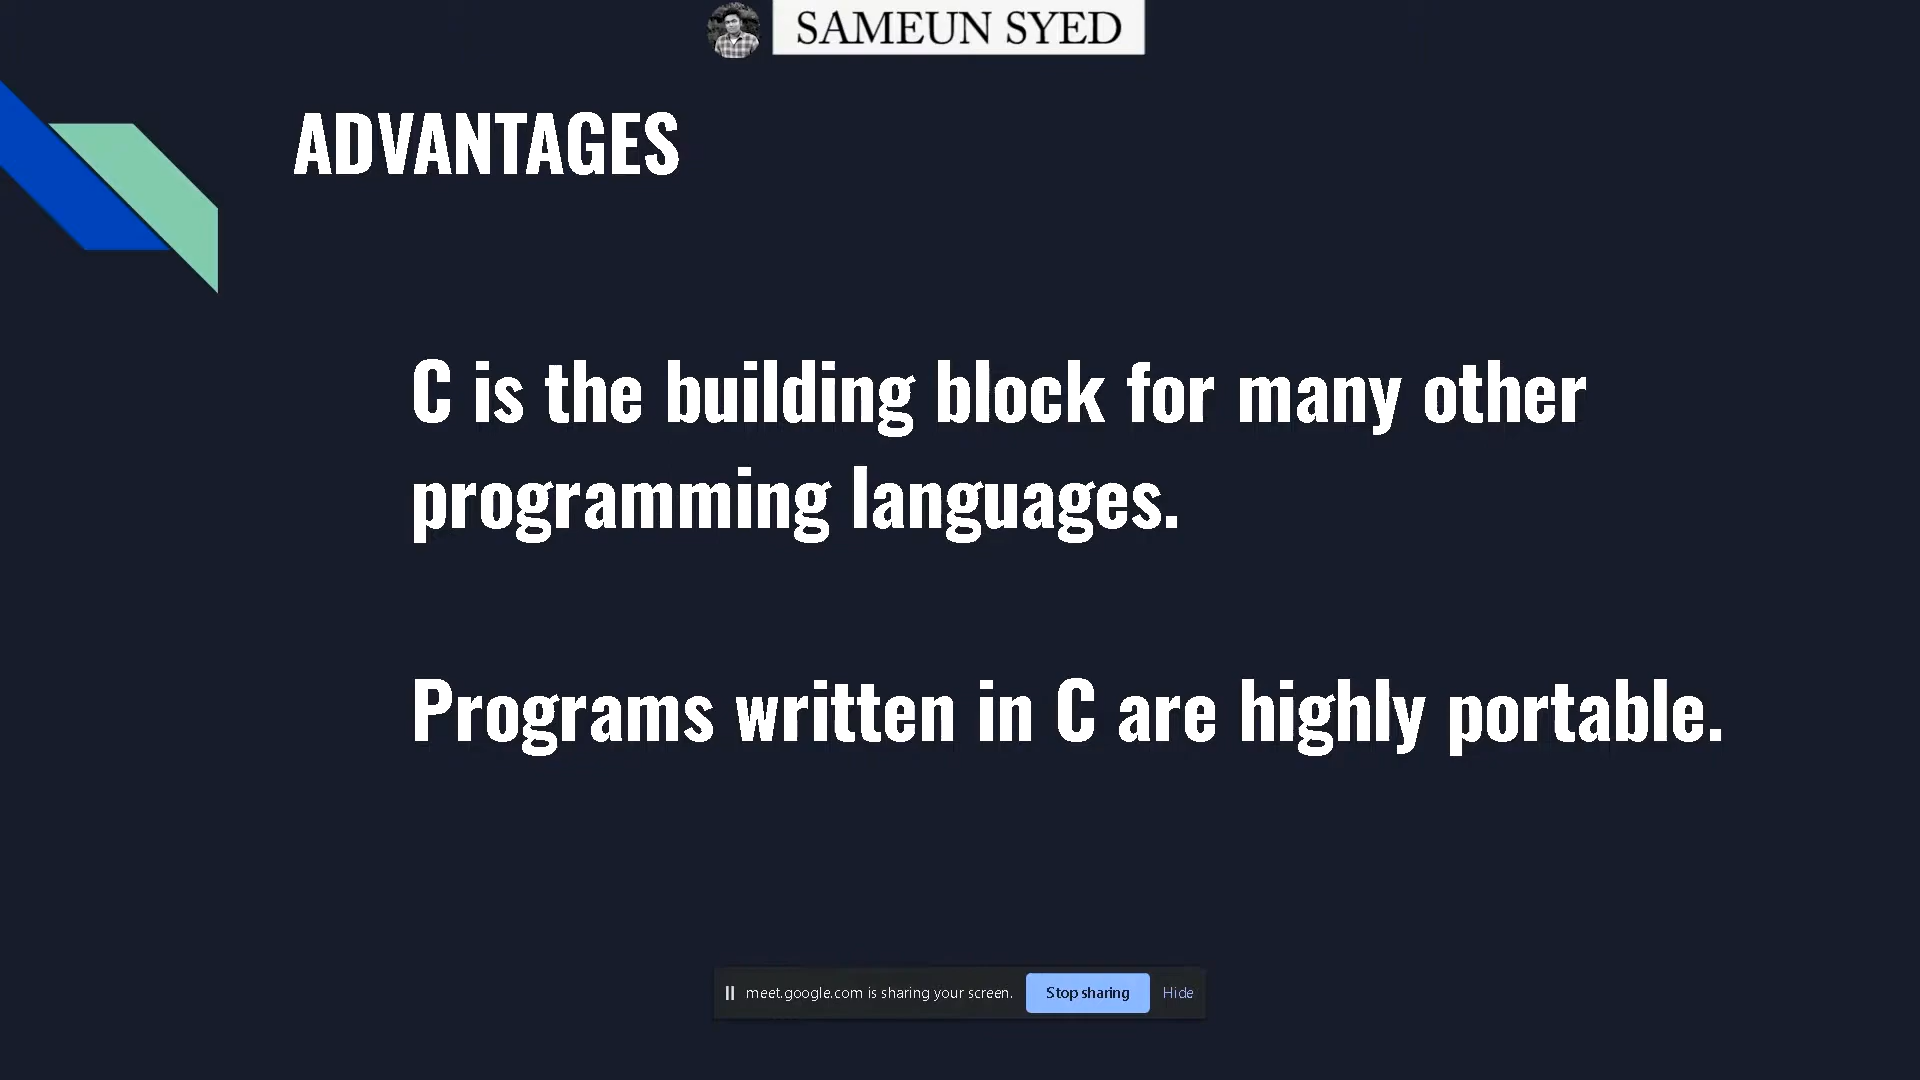 SAMEUN SYED
ADVANTAGES
C is the building block for many other
programming languages.
Programs written in C are highly portable.
meet.google.com is sharing your screen. Stop sharing Hide